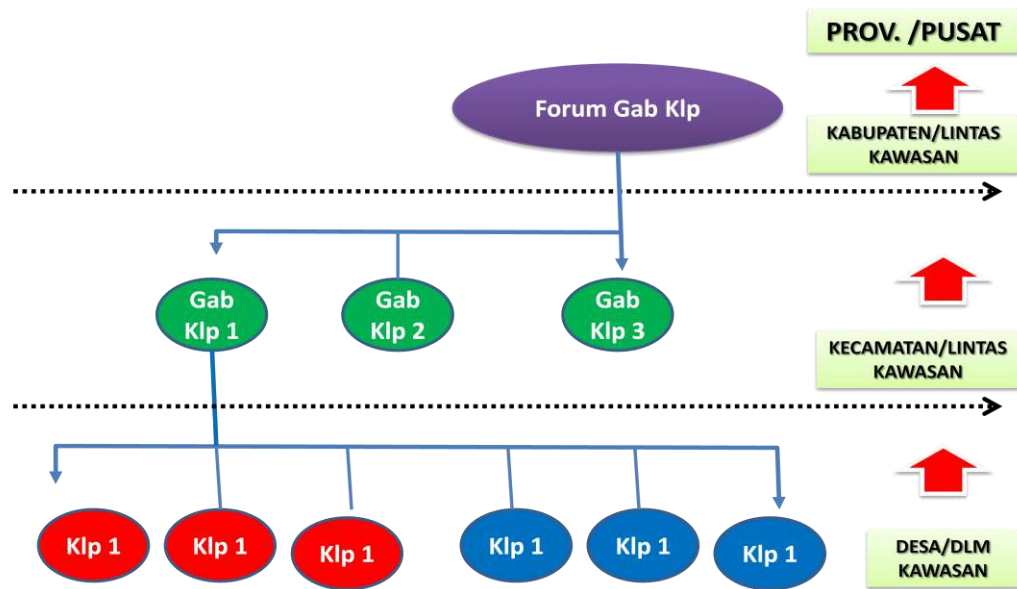 PROV. /PUSAT
Forum Gab Klp
KABUPATEN/LINTAS
KAWASAN
Gab
Klp 1
Gab
Klp 2
Gab
Klp 3
KECAMATAN/LINTAS
KAWASAN
Klp 1
Klp 1
Klp 1
Klp 1
Klp 1
Klp 1
DESA/DLM
KAWASAN